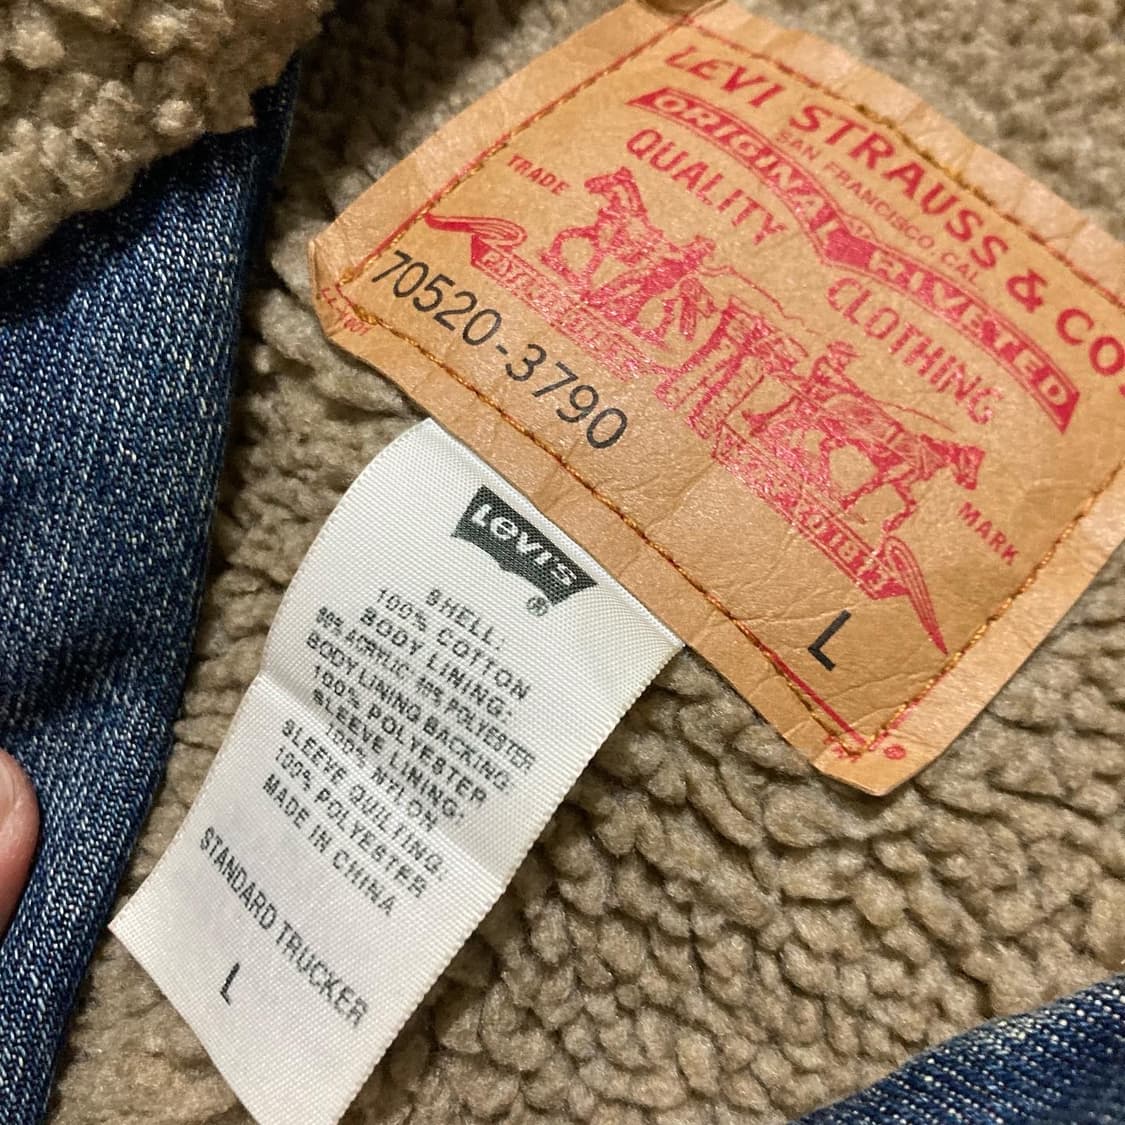 LEVI STRAUSS & CO.
SAN FRANCISCO, CAL.
ORIGINAL RIVETED
QUALITY CLOTHING
TRADE MARK
70520-3790
L
LEVI'S ®
SHELL:
100% COTTON
BODY LINING:
POLYESTER
BODY LINING BACKING:
100% POLYESTER
SLEEVE LINING:
100% NYLON
SLEEVE QUILTING:
100% POLYESTER
MADE IN CHINA
STANDARD TRUCKER
L